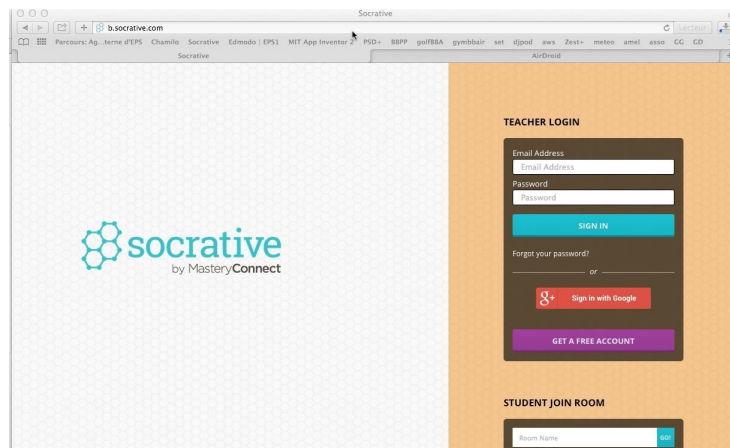 Socrative
b.socrative.com
Lecteur
Parcours: Ag...terne d'EPS Chamilo Socrative Edmodo | EPS1 MIT App Inventor 2 PSD+ BBPP golfBBA gymbbair set djpod aws Zest+ meteo amel asso GG GD
Socrative AirDroid
TEACHER LOGIN
Email Address
Email Address
Password
Password
SIGN IN
Forgot your password?
or
g+ Sign in with Google
GET A FREE ACCOUNT
socrative
by MasteryConnect
STUDENT JOIN ROOM
Room Name GO!